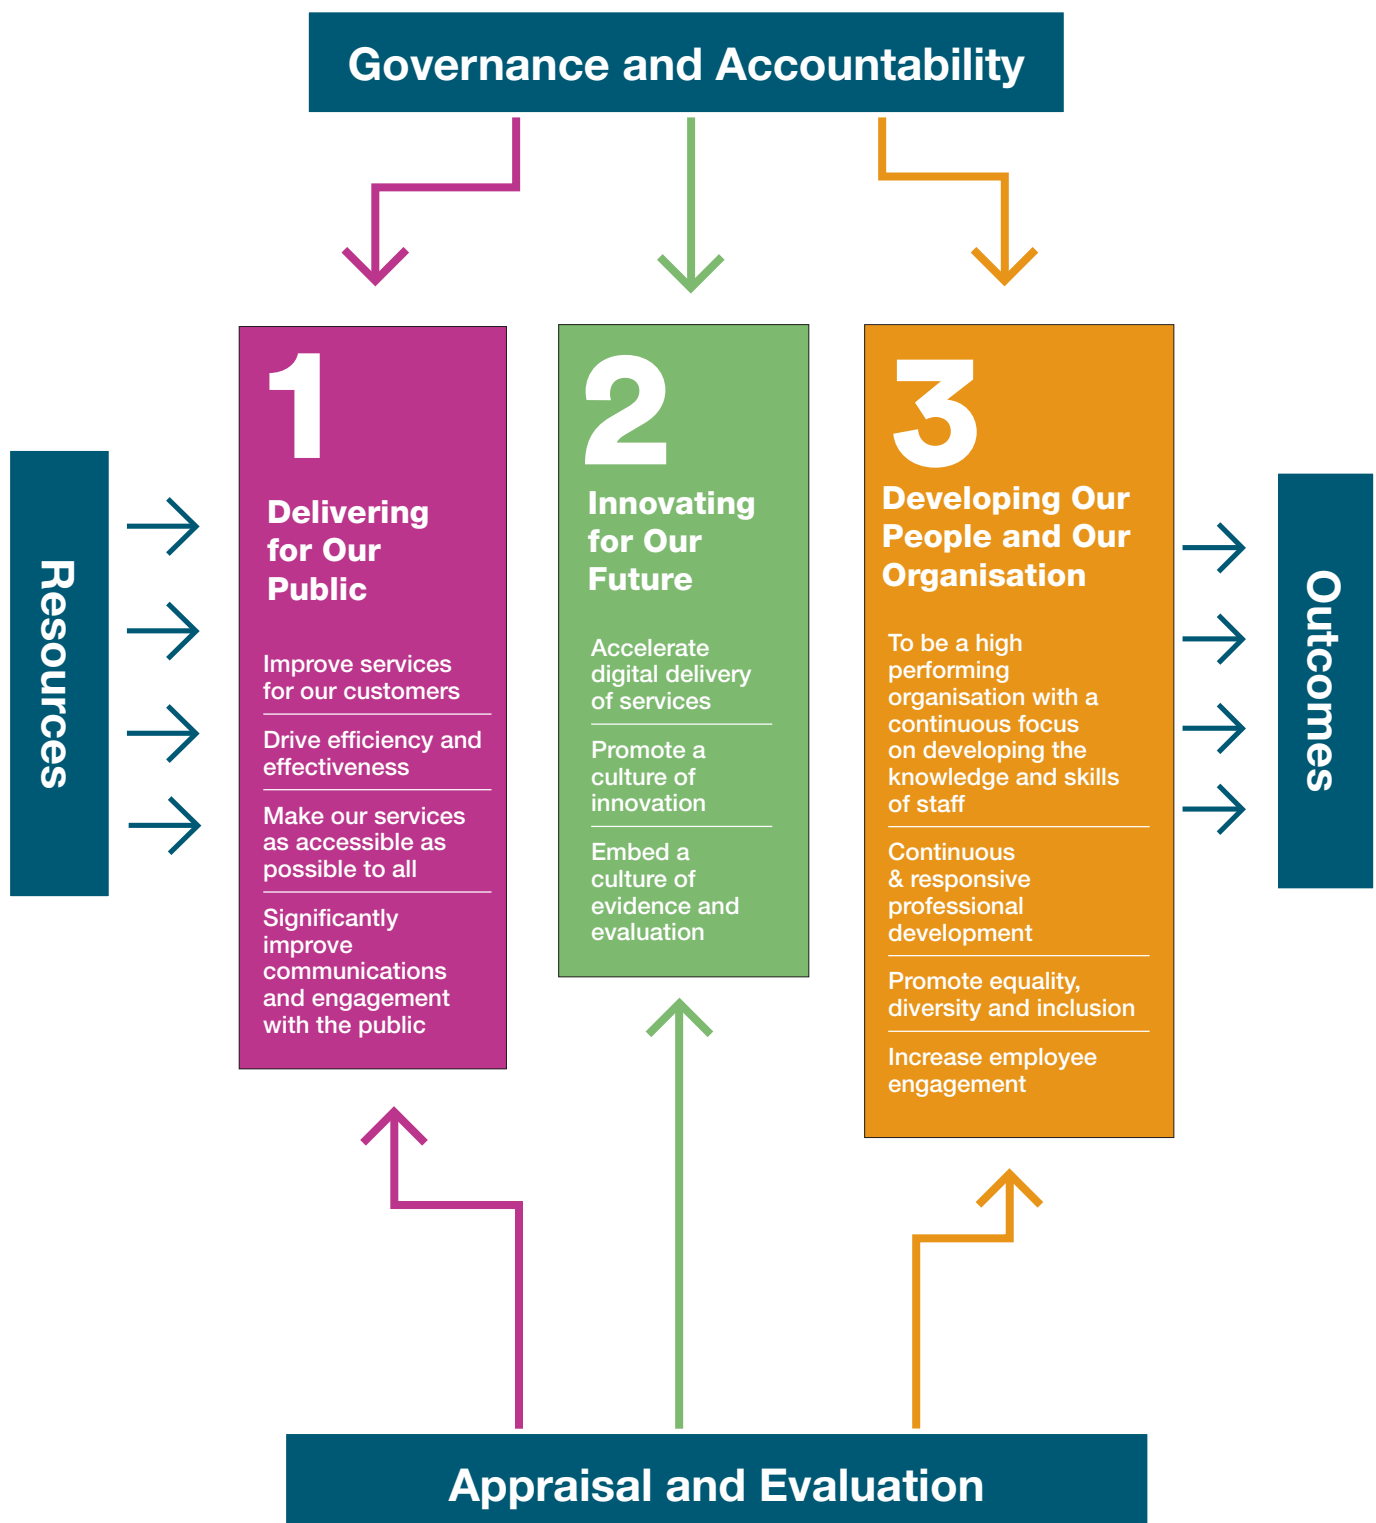 Governance and Accountability
Resources
1
Delivering
for Our
Public
Improve services
for our customers
Drive efficiency and
effectiveness
Make our services
as accessible as
possible to all
Significantly
improve
communications
and engagement
with the public
2
Innovating
for Our
Future
Accelerate
digital delivery
of services
Promote a
culture of
innovation
Embed a
culture of
evidence and
evaluation
3
Developing Our
People and Our
Organisation
To be a high
performing
organisation with a
continuous focus
on developing the
knowledge and skills
of staff
Continuous
& responsive
professional
development
Promote equality,
diversity and inclusion
Increase employee
engagement
Outcomes
Appraisal and Evaluation